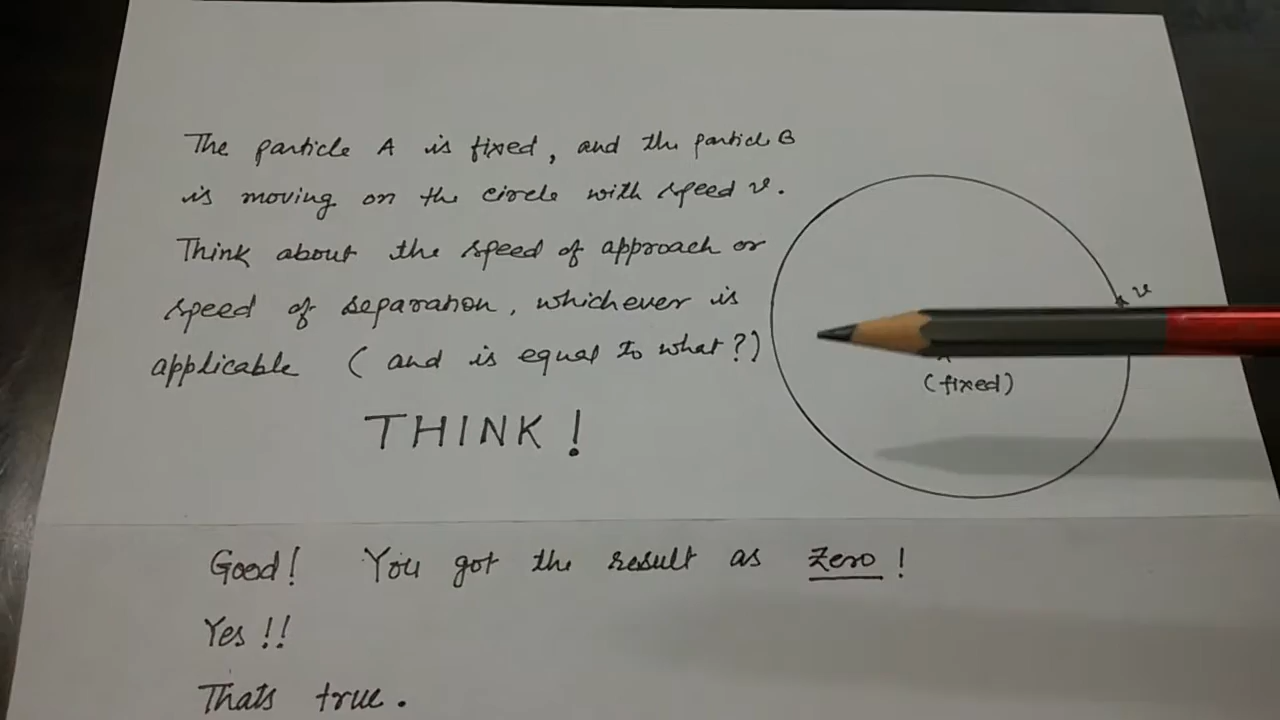 The particle A is fixed, and the particle B
is moving on the circle with speed v.
Think about the speed of approach or
speed of separation, whichever is
applicable ( and is equal to what?)
THINK!
v
(fixed)
Good! You got the result as Zero!
Yes!!
Thats true.